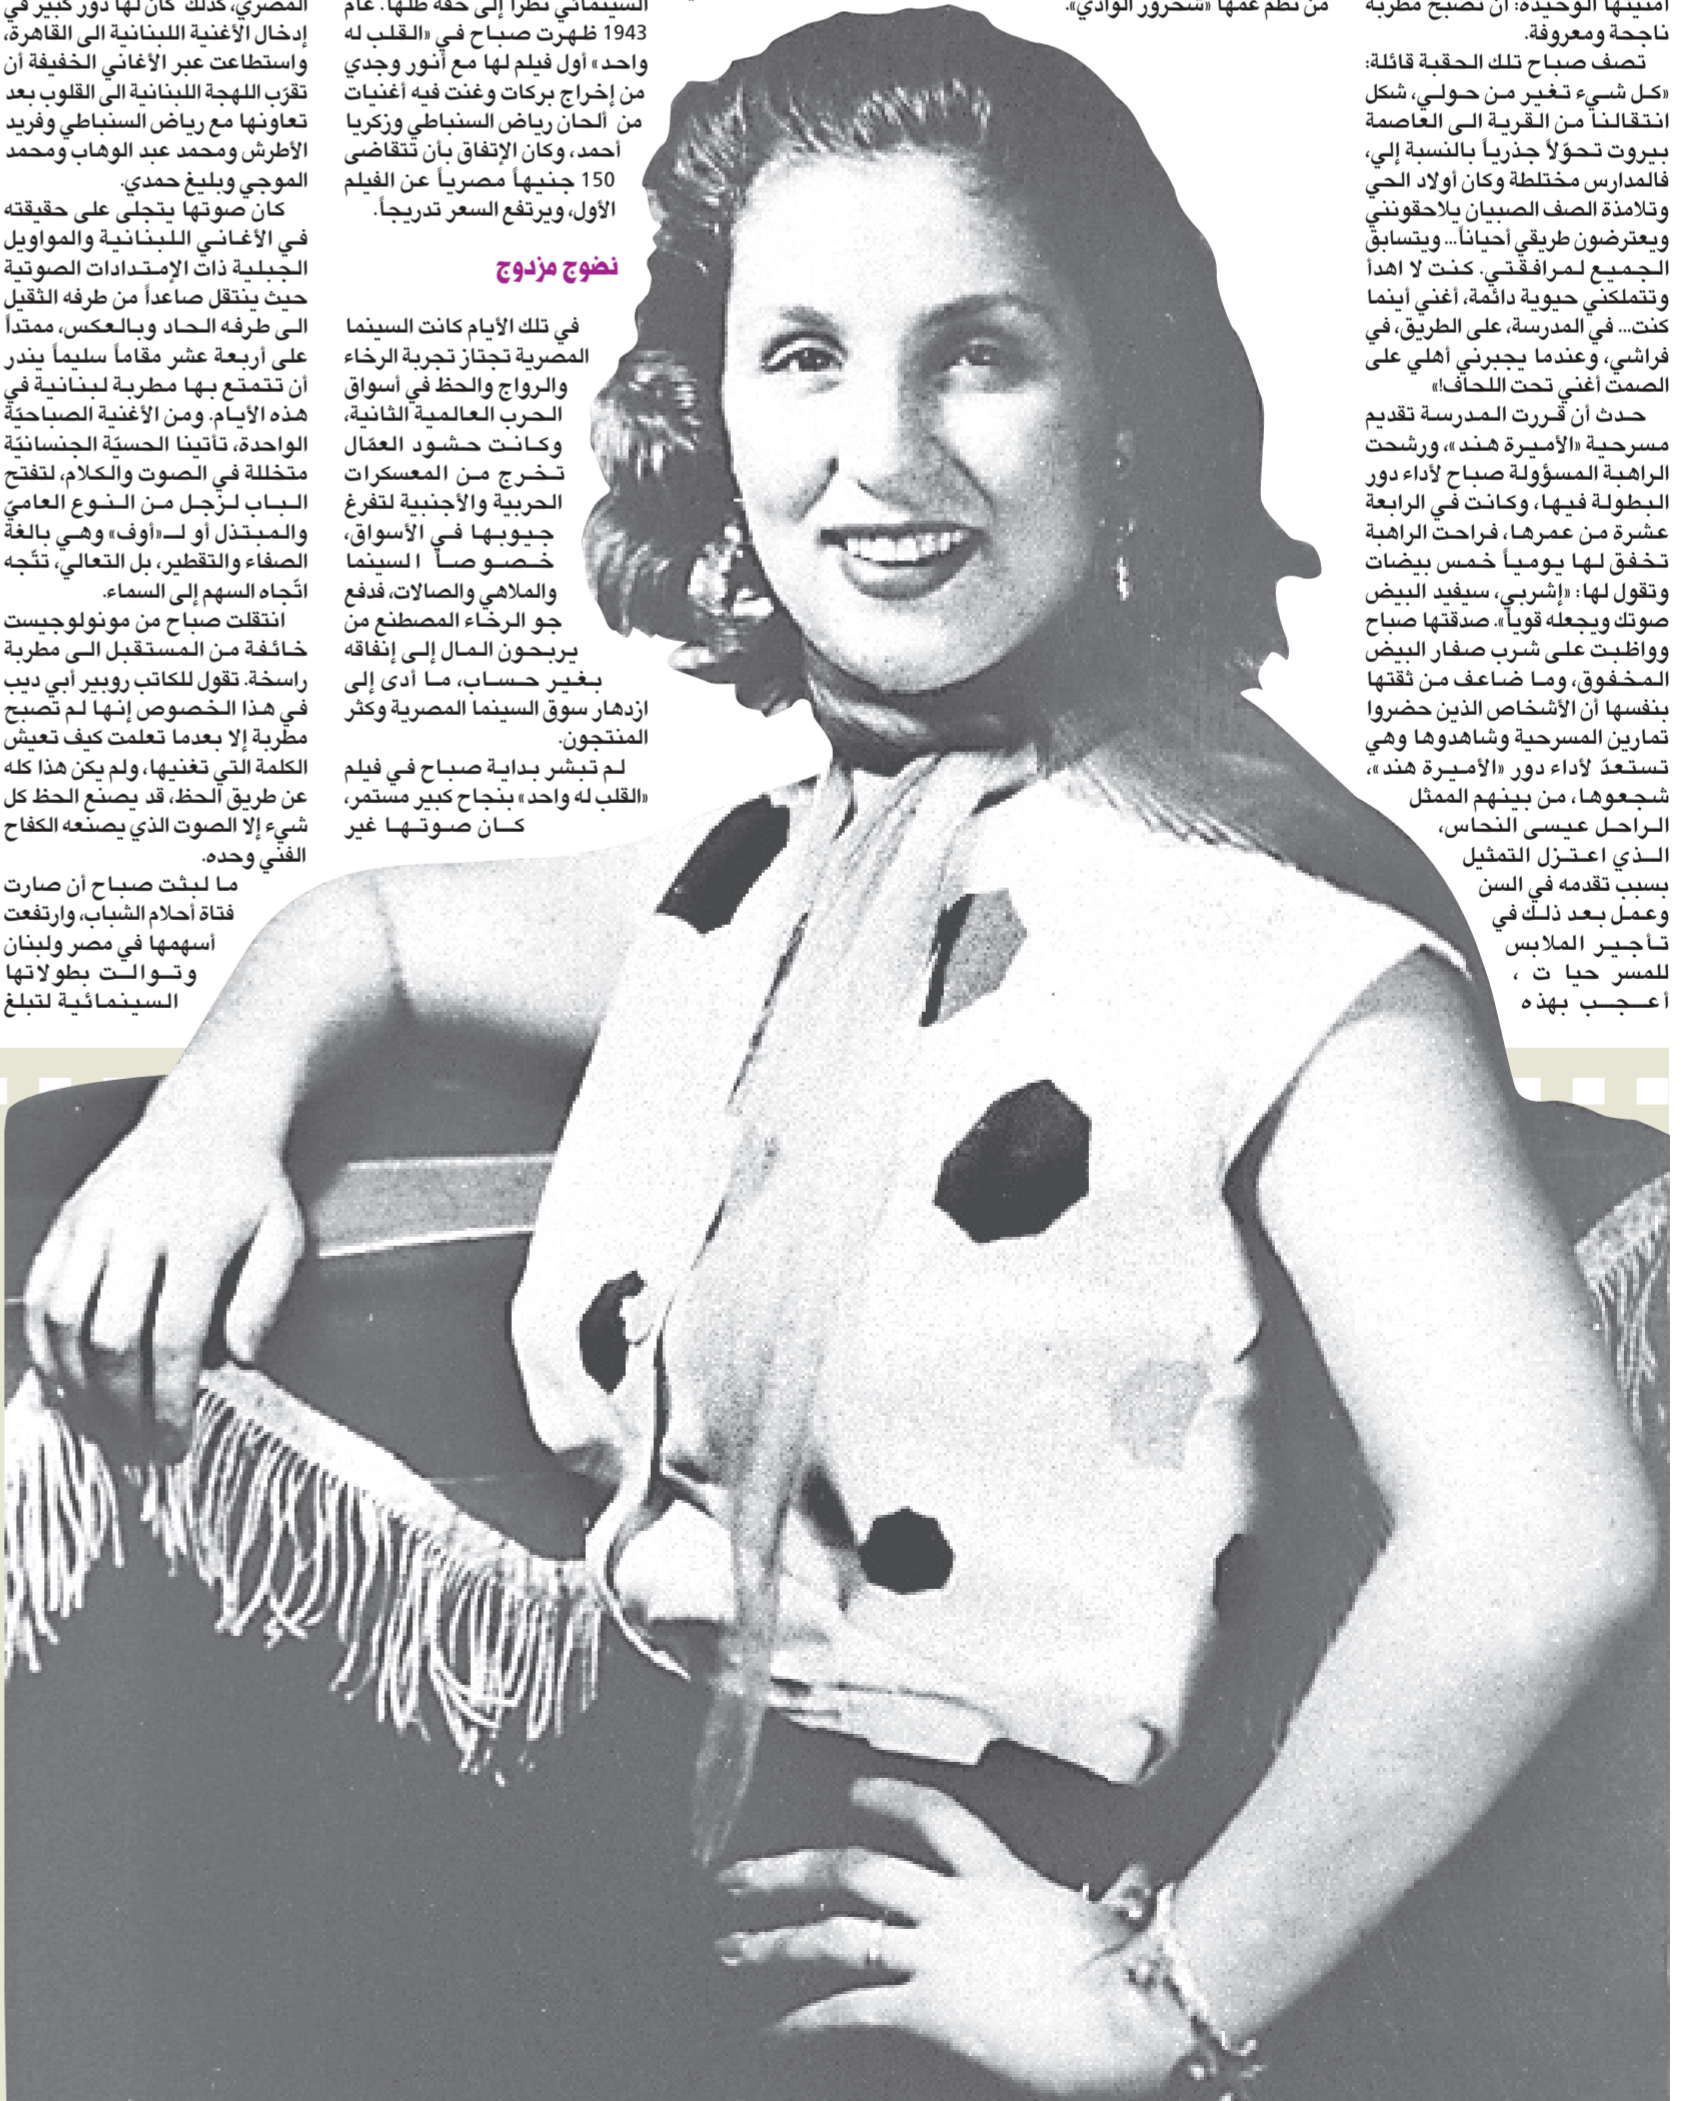 أمنيتها الوحيدة: أن تصبح مطربة
ناجحة ومعروفة.
تصف صباح تلك الحقبة قائلة:
«كل شيء تغير من حولي، شكل
انتقالنا من القرية الى العاصمة
بيروت تحوّلاً جذرياً بالنسبة إلي،
فالمدارس مختلطة وكان أولاد الحي
وتلامذة الصف الصبيان يلاحقونني
ويعترضون طريقي أحياناً... ويتسابق
الجميع لمرافقتي. كنت لا اهدأ
وتتملكني حيوية دائمة، أغني أينما
كنت... في المدرسة، على الطريق، في
فراشي، وعندما يجبرني أهلي على
الصمت أغني تحت اللحاف!»
حدث أن قررت المدرسة تقديم
مسرحية «الأميرة هند»، ورشحت
الراهبة المسؤولة صباح لأداء دور
البطولة فيها، وكانت في الرابعة
عشرة من عمرها، فراحت الراهبة
تخفق لها يومياً خمس بيضات
وتقول لها: «إشربي، سيفيد البيض
صوتك ويجعله قوياً». صدقتها صباح
وواظبت على شرب صفار البيض
المخفوق، وما ضاعف من ثقتها
بنفسها أن الأشخاص الذين حضروا
تمارين المسرحية وشاهدوها وهي
تستعدّ لأداء دور «الأميرة هند»،
شجعوها، من بينهم الممثل
الراحل عيسى النحاس،
الذي اعتزل التمثيل
بسبب تقدمه في السن
وعمل بعد ذلك في
تأجير الملابس
للمسر حيا ت ،
أعجب بهذه
من نظم عمها «شحرور الوادي».
السينمائي نظراً إلى خفة ظلها. عام
1943 ظهرت صباح في «القلب له
واحد» أول فيلم لها مع أنور وجدي
من إخراج بركات وغنت فيه أغنيات
من ألحان رياض السنباطي وزكريا
أحمد، وكان الإتفاق بأن تتقاضى
150 جنيهاً مصرياً عن الفيلم
الأول، ويرتفع السعر تدريجاً.
نضوج مزدوج
في تلك الأيام كانت السينما
المصرية تجتاز تجربة الرخاء
والرواج والحظ في أسواق
الحرب العالمية الثانية،
وكانت حشود العمّال
تخرج من المعسكرات
الحربية والأجنبية لتفرغ
جيوبها في الأسواق،
خصوصاً السينما
والملاهي والصالات، فدفع
جو الرخاء المصطنع من
يربحون المال إلى إنفاقه
بغير حساب، ما أدى إلى
ازدهار سوق السينما المصرية وكثر
المنتجون.
لم تبشر بداية صباح في فيلم
«القلب له واحد» بنجاح كبير مستمر،
كان صوتها غير
المصري، كذلك كان لها دور كبير في
إدخال الأغنية اللبنانية الى القاهرة،
واستطاعت عبر الأغاني الخفيفة أن
تقرّب اللهجة اللبنانية الى القلوب بعد
تعاونها مع رياض السنباطي وفريد
الأطرش ومحمد عبد الوهاب ومحمد
الموجي وبليغ حمدي.
كان صوتها يتجلى على حقيقته
في الأغاني اللبنانية والمواويل
الجبلية ذات الإمتدادات الصوتية
حيث ينتقل صاعداً من طرفه الثقيل
الى طرفه الحاد وبالعكس، ممتداً
على أربعة عشر مقاماً سليماً يندر
أن تتمتع بها مطربة لبنانية في
هذه الأيام. ومن الأغنية الصباحيّة
الواحدة، تأتينا الحسيّة الجنسانيّة
متخللة في الصوت والكلام، لتفتح
الباب لزجل من النوع العاميّ
والمبتذل أو لـ«أوف» وهي بالغة
الصفاء والتقطير، بل التعالي، تتّجه
اتّجاه السهم إلى السماء.
انتقلت صباح من مونولوجيست
خائفة من المستقبل الى مطربة
راسخة. تقول للكاتب روبير أبي ديب
في هذا الخصوص إنها لم تصبح
مطربة إلا بعدما تعلمت كيف تعيش
الكلمة التي تغنيها، ولم يكن هذا كله
عن طريق الحظ، قد يصنع الحظ كل
شيء إلا الصوت الذي يصنعه الكفاح
الفني وحده.
ما لبثت صباح أن صارت
فتاة أحلام الشباب، وارتفعت
أسهمها في مصر ولبنان
وتوالت بطولاتها
السينمائية لتبلغ